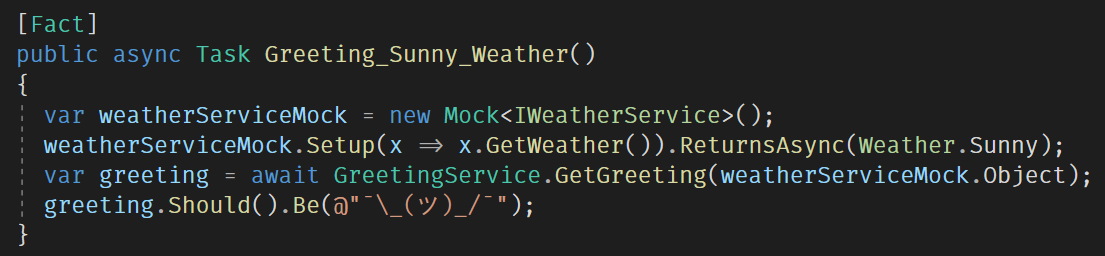 [Fact]
public async Task Greeting_Sunny_Weather()
{
var weatherServiceMock = new Mock<IWeatherService>();
weatherServiceMock.Setup(x => x.GetWeather()).ReturnsAsync(Weather.Sunny);
var greeting = await GreetingService.GetGreeting(weatherServiceMock.Object);
greeting.Should().Be(@"¯\_(ツ)_/¯");
}